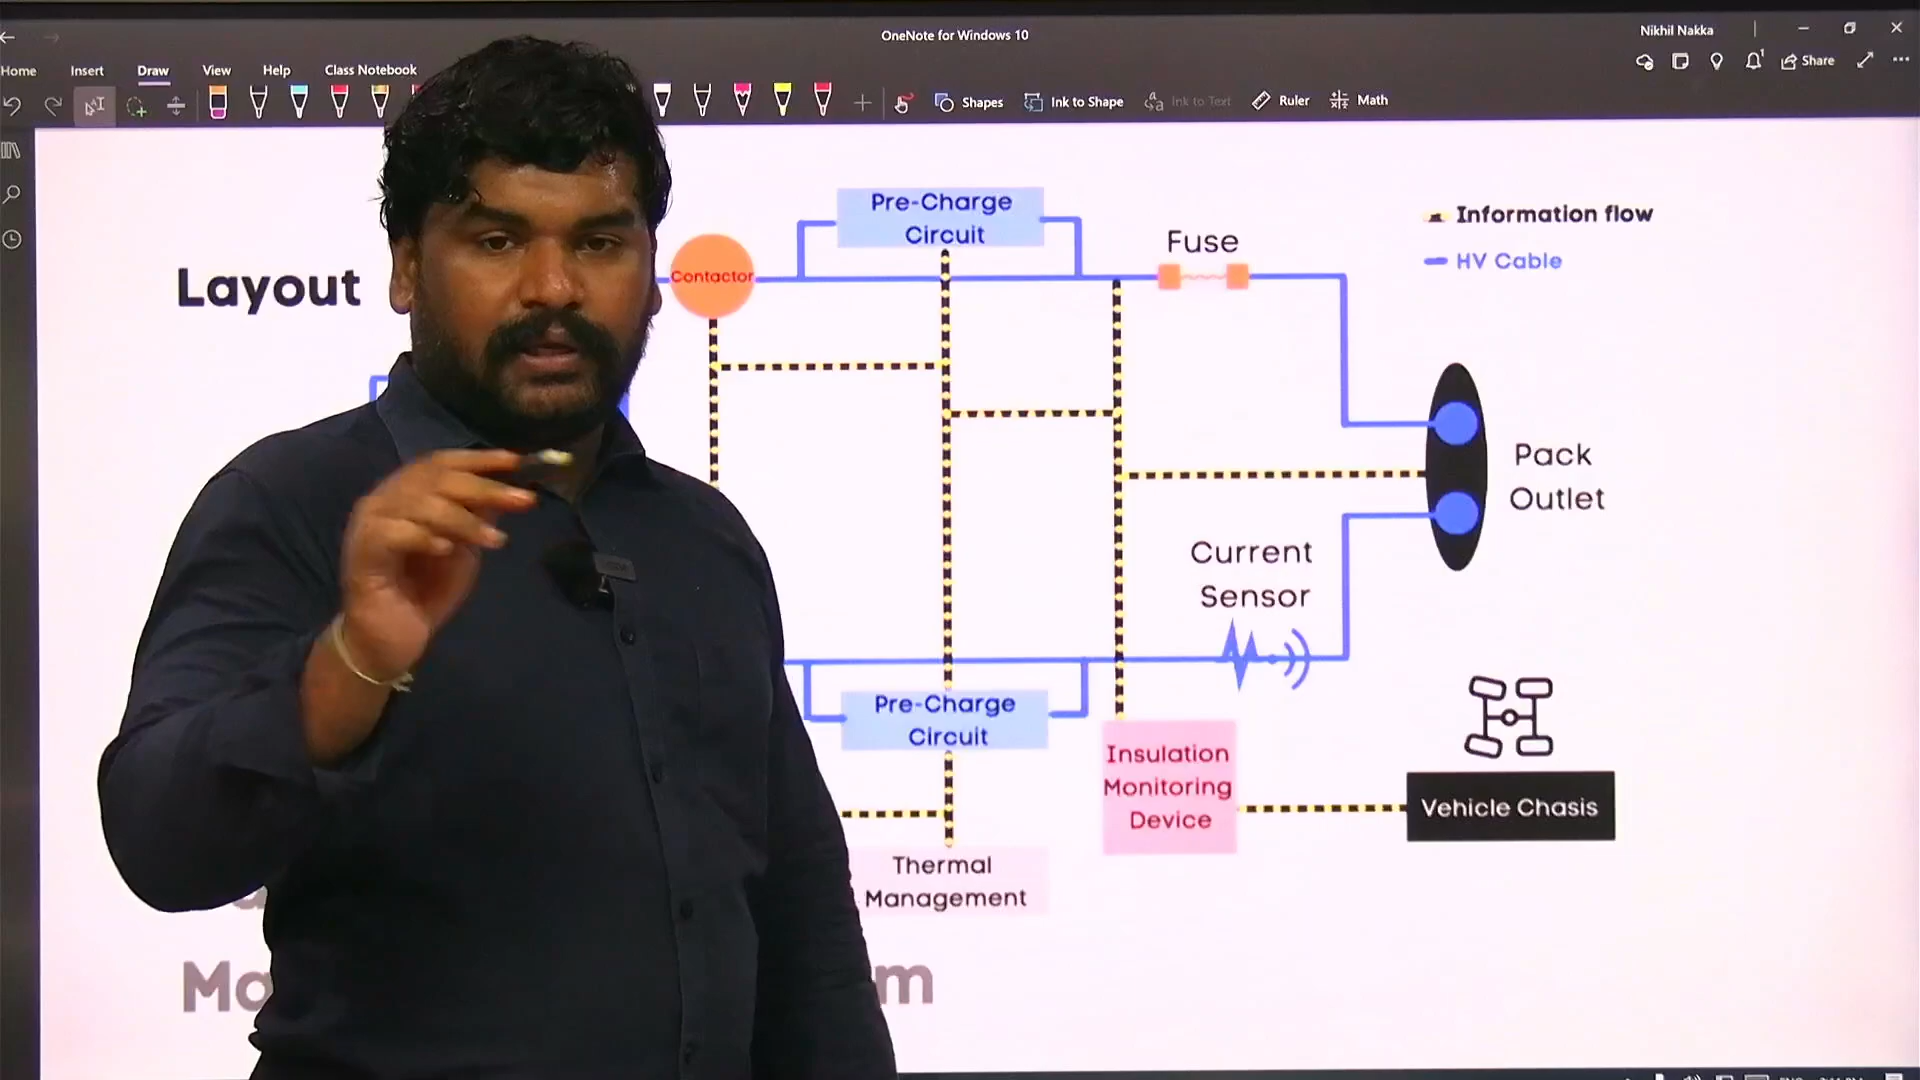 OneNote for Windows 10
Nikhil Nakka
Home Insert Draw View Help Class Notebook
Share
Shapes Ink to Shape Ink to Text Ruler Math
Layout
Pre-Charge
Circuit
Contactor
Fuse
Information flow
HV Cable
Pack
Outlet
Current
Sensor
Pre-Charge
Circuit
Insulation
Monitoring
Device
Vehicle Chasis
Thermal
Management